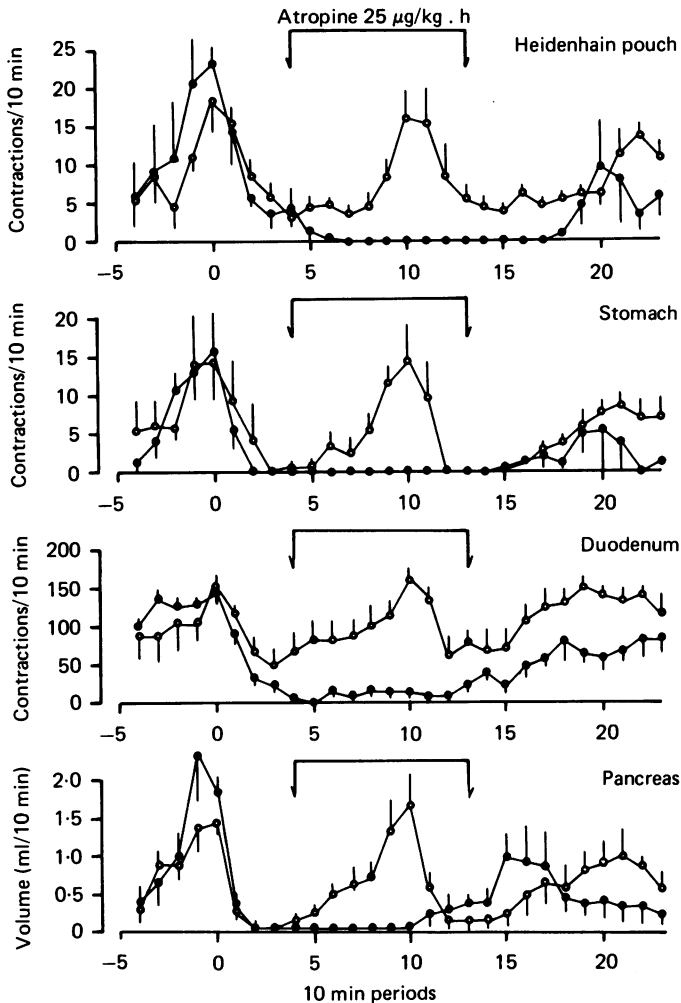 Atropine 25 µg/kg . h
Heidenhain pouch
Contractions/10 min
25
20
15
10
5
0
−5 0 5 10 15 20
Stomach
Contractions/10 min
20
15
10
5
0
−5 0 5 10 15 20
Duodenum
Contractions/10 min
200
150
100
50
0
−5 0 5 10 15 20
Pancreas
Volume (ml/10 min)
2·0
1·5
1·0
0·5
0
−5 0 5 10 15 20
10 min periods